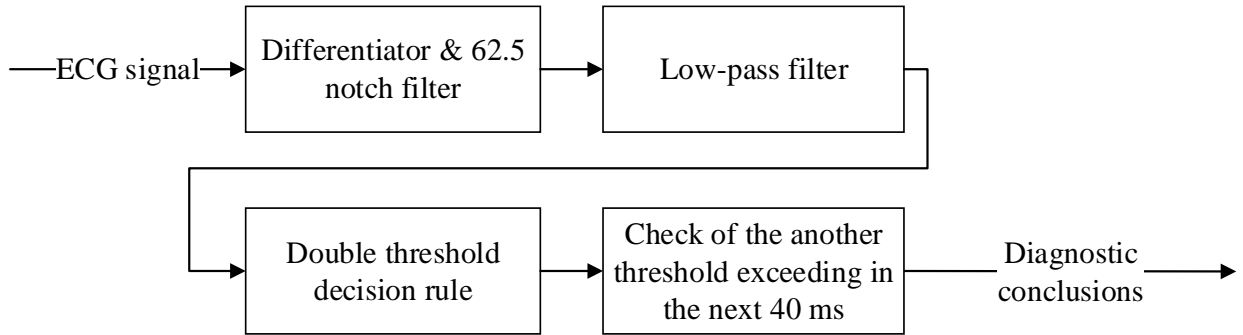 ECG signal
Differentiator & 62.5
notch filter
Low-pass filter
Double threshold
decision rule
Check of the another
threshold exceeding in
the next 40 ms
Diagnostic
conclusions